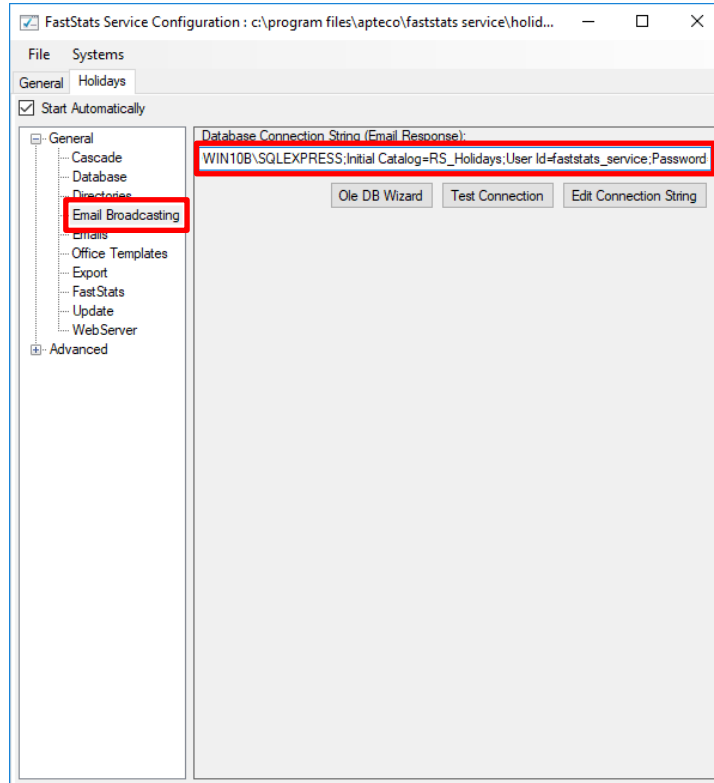 FastStats Service Configuration : c:\program files\apteco\faststats service\holid...
File Systems
General Holidays
Start Automatically
General
Cascade
Database
Directories
Email Broadcasting
Emails
Office Templates
Export
FastStats
Update
WebServer
Advanced
Database Connection String (Email Response):
WIN10B\SQLEXPRESS;Initial Catalog=RS_Holidays;User Id=faststats_service;Password
Ole DB Wizard Test Connection Edit Connection String